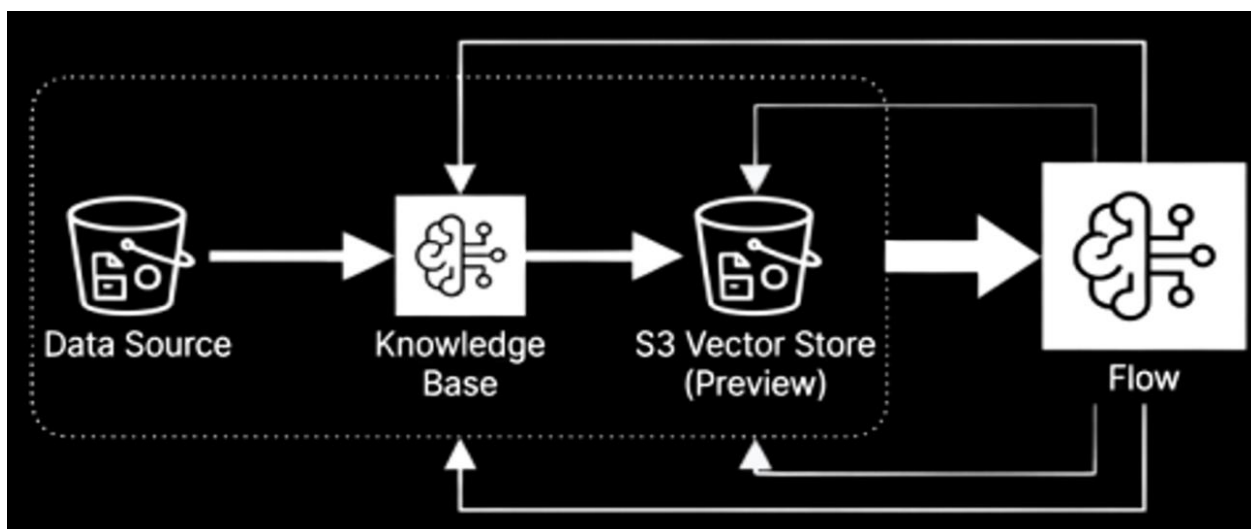 Data Source
Knowledge
Base
S3 Vector Store
(Preview)
Flow